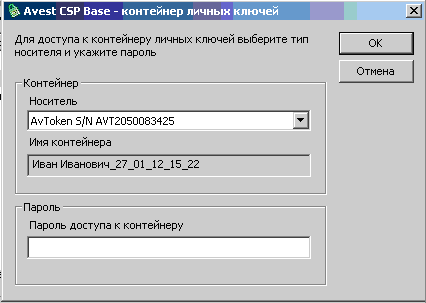 Avest CSP Base - контейнер личных ключей
Для доступа к контейнеру личных ключей выберите тип
носителя и укажите пароль
OK
Отмена
Контейнер
Носитель
AvToken S/N AVT2050083425
Имя контейнера
Иван Иванович_27_01_12_15_22
Пароль
Пароль доступа к контейнеру